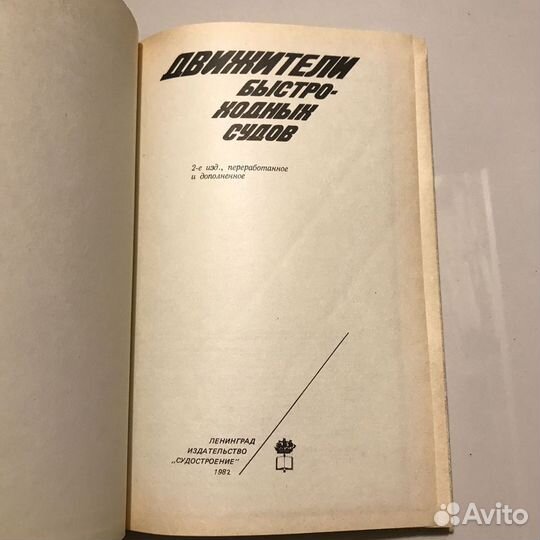 ДВИЖИТЕЛИ
БЫСТРО-
ХОДНЫХ
СУДОВ
2-е изд., переработанное
и дополненное
ЛЕНИНГРАД
ИЗДАТЕЛЬСТВО
„СУДОСТРОЕНИЕ"
1982
Avito